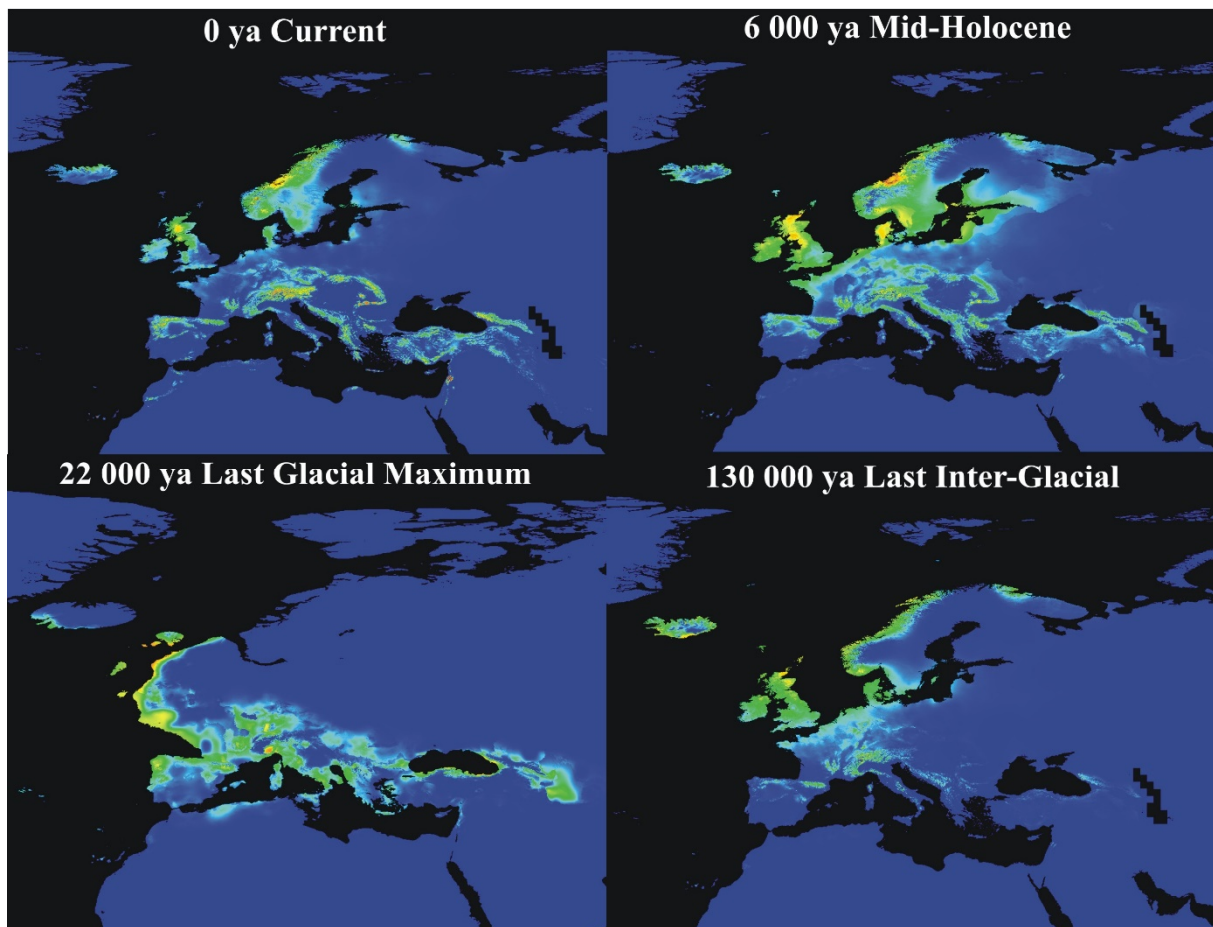 0 ya Current
6 000 ya Mid-Holocene
22 000 ya Last Glacial Maximum
130 000 ya Last Inter-Glacial